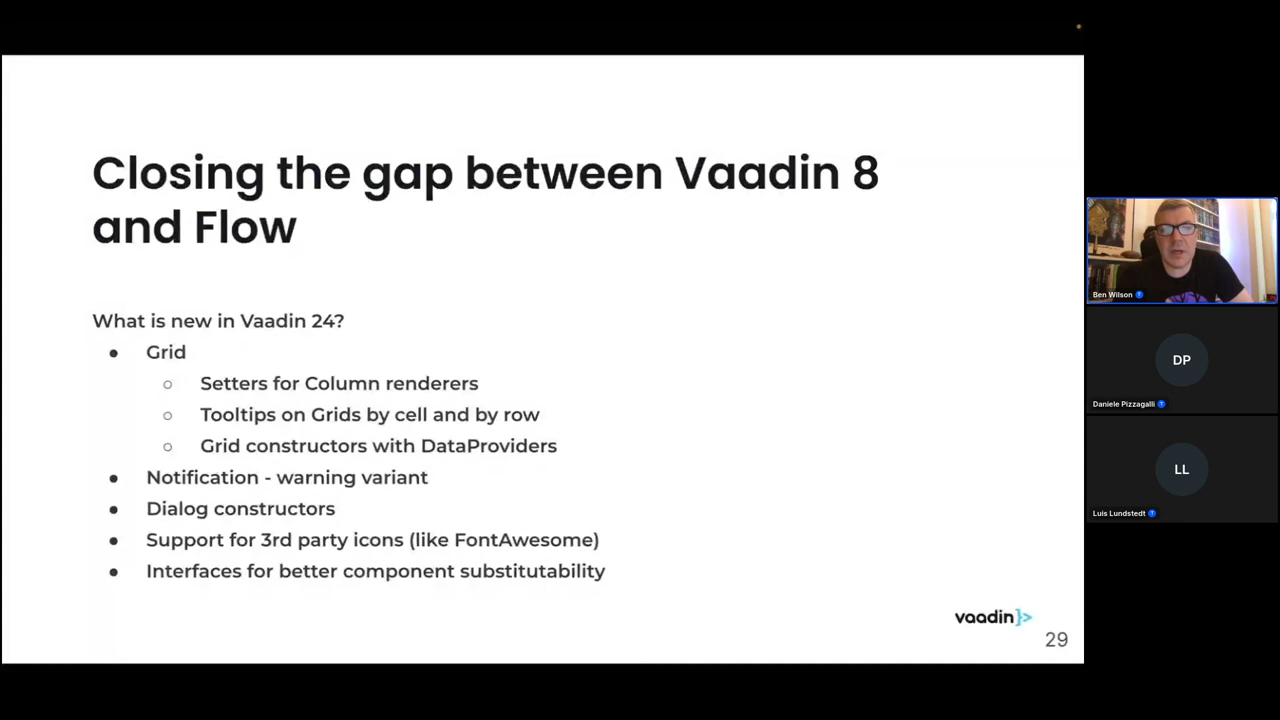 Closing the gap between Vaadin 8
and Flow
What is new in Vaadin 24?
● Grid
○ Setters for Column renderers
○ Tooltips on Grids by cell and by row
○ Grid constructors with DataProviders
● Notification - warning variant
● Dialog constructors
● Support for 3rd party icons (like FontAwesome)
● Interfaces for better component substitutability
vaadin}>
29
Ben Wilson
DP
Daniele Pizzagalli
LL
Luis Lundstedt